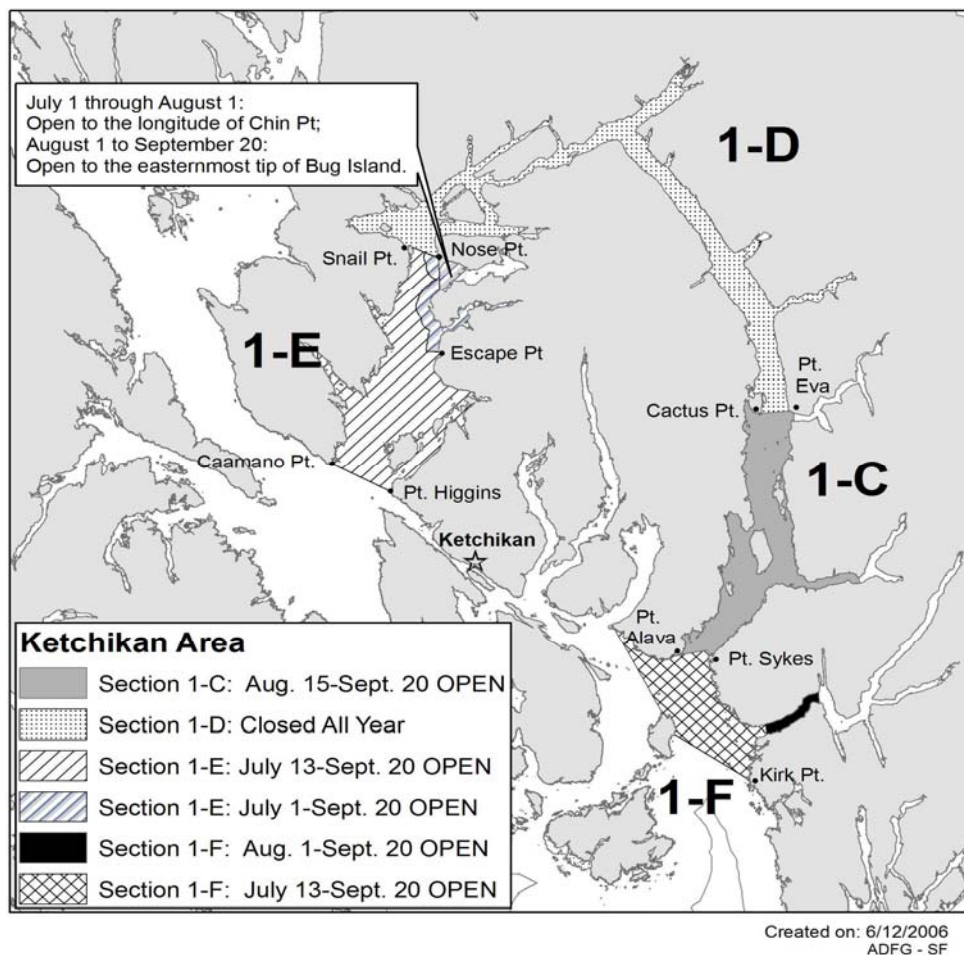 July 1 through August 1:
Open to the longitude of Chin Pt;
August 1 to September 20:
Open to the easternmost tip of Bug Island.
1-D
Snail Pt.
Nose Pt.
1-E
Escape Pt
Pt.
Eva
Cactus Pt.
Caamano Pt.
1-C
Pt. Higgins
Ketchikan
Pt.
Alava
Pt. Sykes
Kirk Pt.
1-F
Ketchikan Area
Section 1-C: Aug. 15-Sept. 20 OPEN
Section 1-D: Closed All Year
Section 1-E: July 13-Sept. 20 OPEN
Section 1-E: July 1-Sept. 20 OPEN
Section 1-F: Aug. 1-Sept. 20 OPEN
Section 1-F: July 13-Sept. 20 OPEN
Created on: 6/12/2006
ADFG - SF